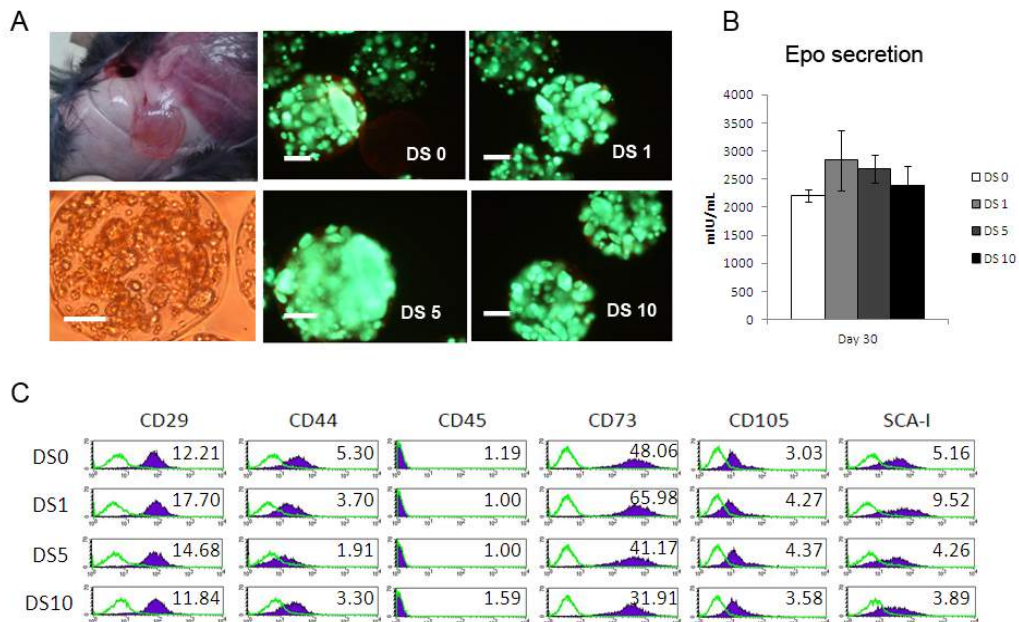 A
DS 0
DS 1
DS 5
DS 10
B
Epo secretion
4000
3500
3000
2500
2000
1500
1000
500
0
mIU/mL
Day 30
DS 0
DS 1
DS 5
DS 10
C
CD29 CD44 CD45 CD73 CD105 SCA-I
DS0 12.21 5.30 1.19 48.06 3.03 5.16
DS1 17.70 3.70 1.00 65.98 4.27 9.52
DS5 14.68 1.91 1.00 41.17 4.37 4.26
DS10 11.84 3.30 1.59 31.91 3.58 3.89